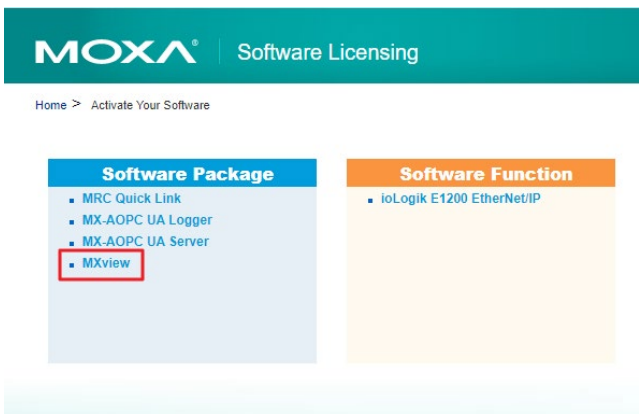 MOXA® Software Licensing
Home > Activate Your Software
Software Package
MRC Quick Link
MX-AOPC UA Logger
MX-AOPC UA Server
MXview
Software Function
ioLogik E1200 EtherNet/IP